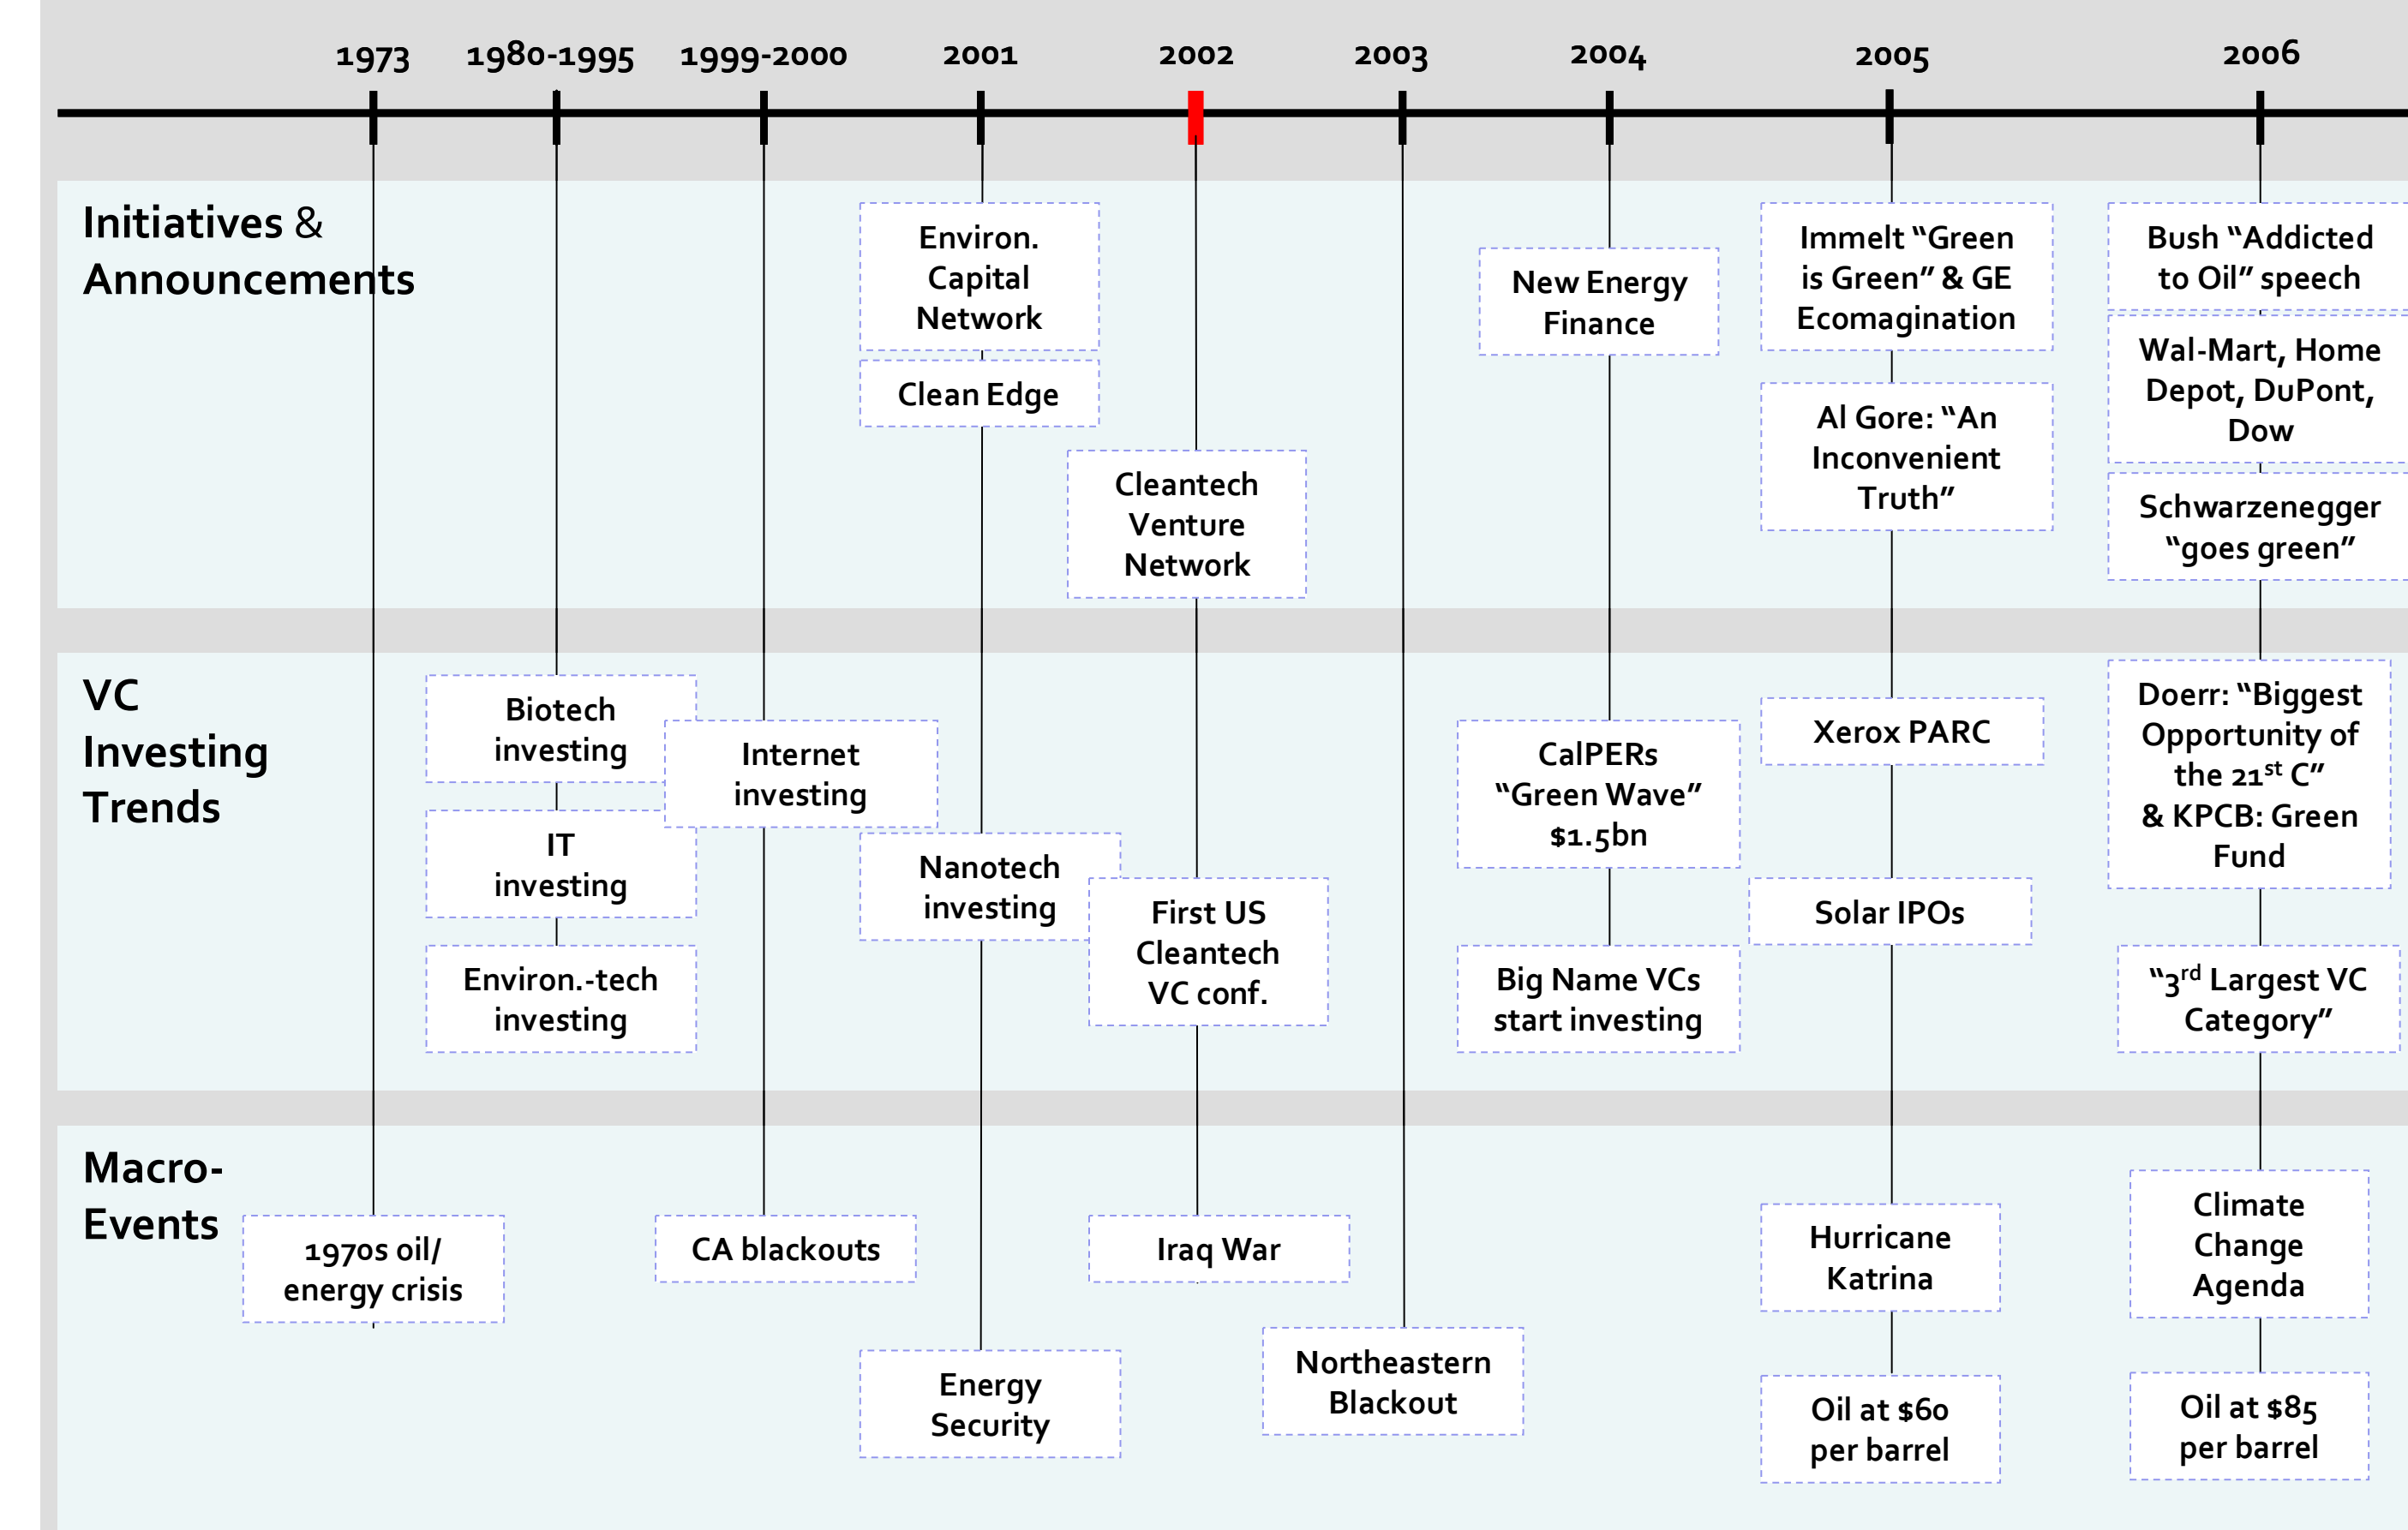 1973
1980-1995
1999-2000
2001
2002
2003
2004
2005
2006
Initiatives &
Announcements
Environ.
Capital
Network
Clean Edge
Cleantech
Venture
Network
New Energy
Finance
Immelt “Green
is Green” & GE
Ecomagination
Al Gore: “An
Inconvenient
Truth”
Bush “Addicted
to Oil” speech
Wal-Mart, Home
Depot, DuPont,
Dow
Schwarzenegger
“goes green”
VC
Investing
Trends
Biotech
investing
IT
investing
Environ.-tech
investing
Internet
investing
Nanotech
investing
First US
Cleantech
VC conf.
CalPERs
“Green Wave”
$1.5bn
Big Name VCs
start investing
Xerox PARC
Solar IPOs
Doerr: “Biggest
Opportunity of
the 21st C”
& KPCB: Green
Fund
“3rd Largest VC
Category”
Macro-
Events
1970s oil/
energy crisis
CA blackouts
Energy
Security
Iraq War
Northeastern
Blackout
Hurricane
Katrina
Oil at $60
per barrel
Climate
Change
Agenda
Oil at $85
per barrel